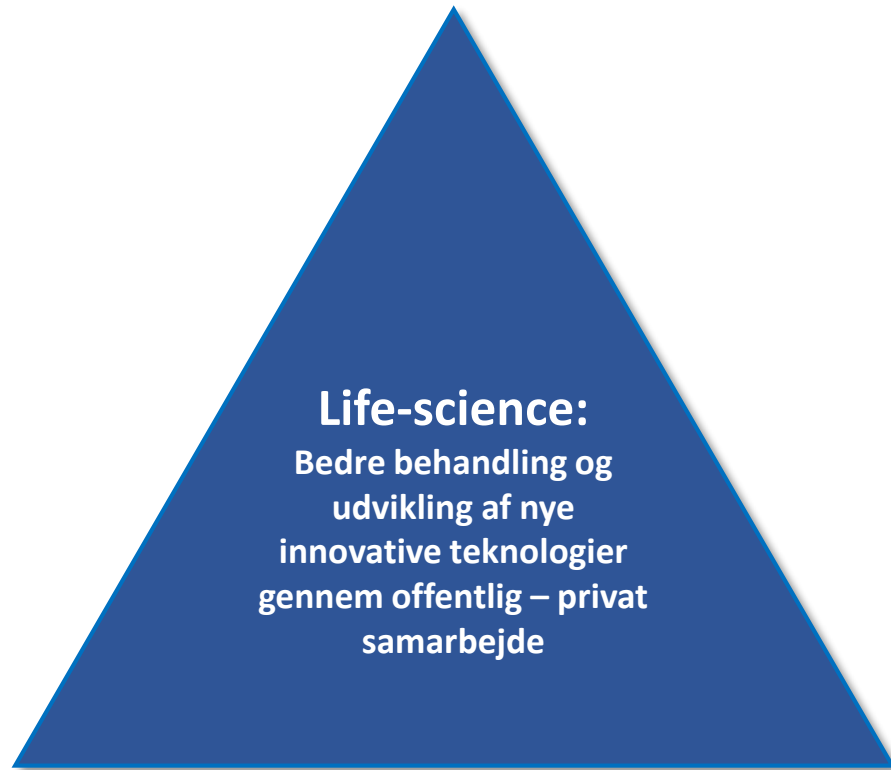 Life-science:
Bedre behandling og
udvikling af nye
innovative teknologier
gennem offentlig – privat
samarbejde